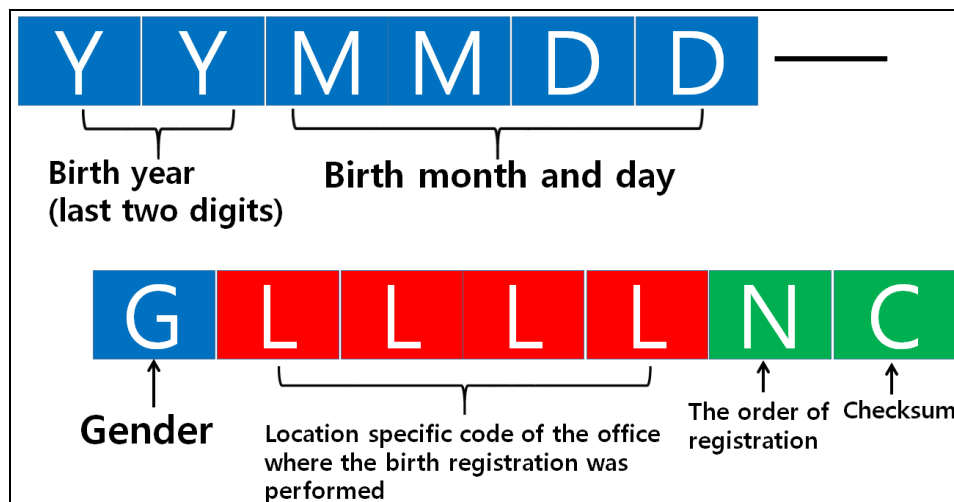 Y Y M M D D
Birth year
(last two digits)
Birth month and day
G L L L L N C
Gender
Location specific code of the office
where the birth registration was
performed
The order of
registration
Checksum